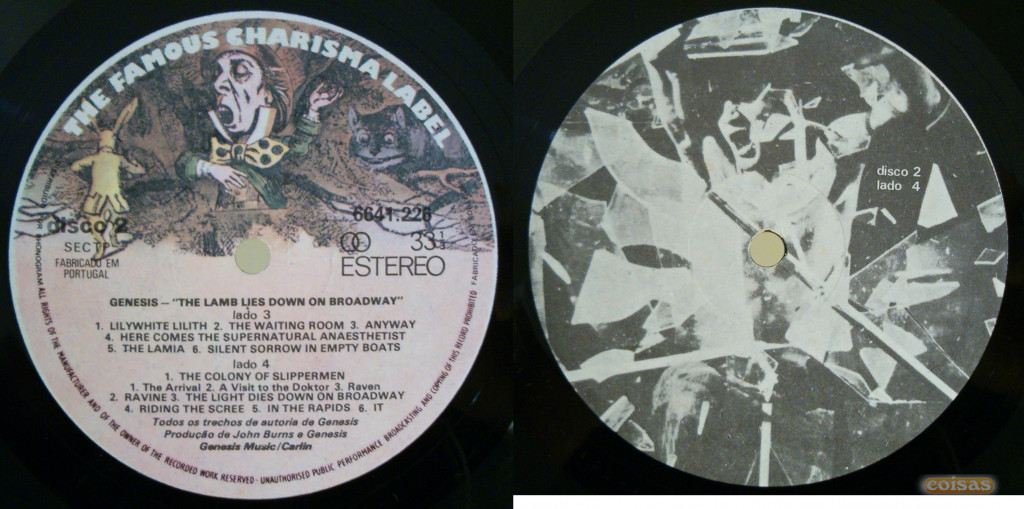 THE FAMOUS CHARISMA LABEL
disco 2
6641.226
SECTP
33 1/3
FABRICADO EM
PORTUGAL
ESTEREO
GENESIS — "THE LAMB LIES DOWN ON BROADWAY"
lado 3
1. LILYWHITE LILITH 2. THE WAITING ROOM 3. ANYWAY
4. HERE COMES THE SUPERNATURAL ANAESTHETIST
5. THE LAMIA 6. SILENT SORROW IN EMPTY BOATS
lado 4
1. THE COLONY OF SLIPPERMEN
1. The Arrival 2. A Visit to the Doktor 3. Raven
2. RAVINE 3. THE LIGHT DIES DOWN ON BROADWAY
4. RIDING THE SCREE 5. IN THE RAPIDS 6. IT
Todos os trechos de autoria de Genesis
Produção de John Burns e Genesis
Genesis Music/Carlin
PHONOGRAM ALL RIGHTS OF THE MANUFACTURER AND OF THE OWNER OF THE RECORDED WORK RESERVED · UNAUTHORISED PUBLIC PERFORMANCE BROADCASTING AND COPYING OF THIS RECORD PROHIBITED
disco 2
lado 4
coisas